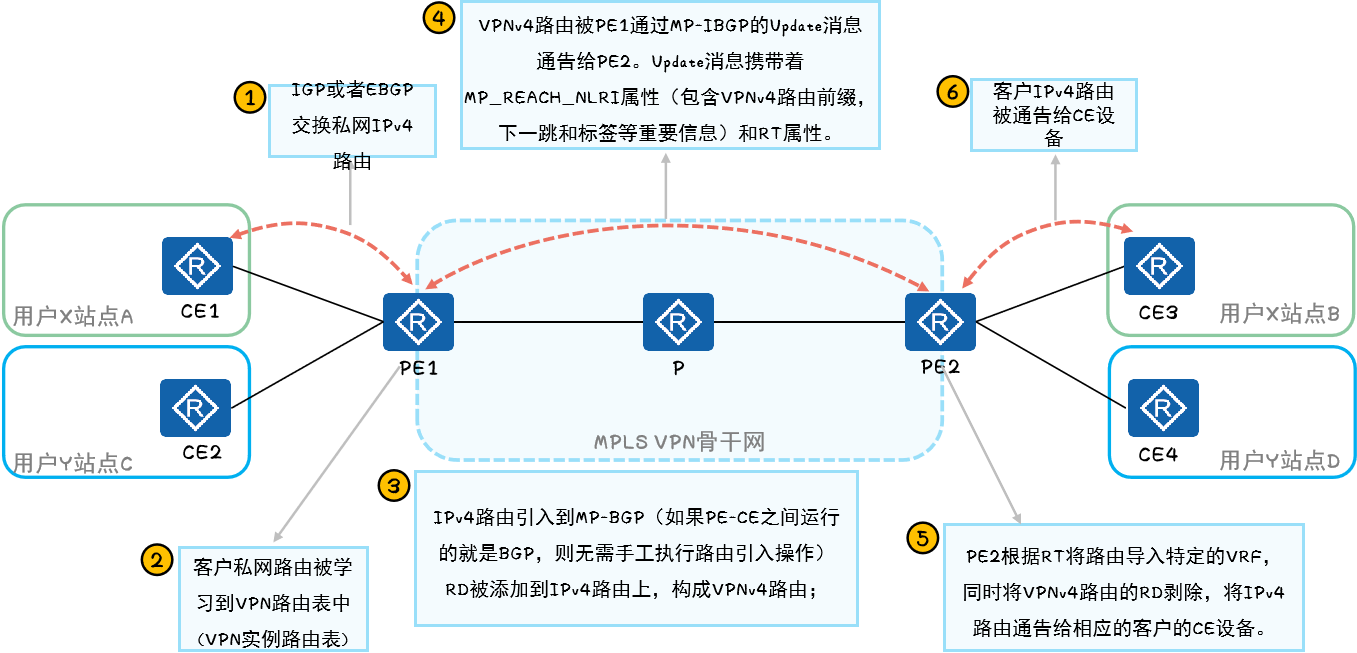 ④
VPNv4路由被PE1通过MP-IBGP的Update消息
通告给PE2。Update消息携带着
MP_REACH_NLRI属性（包含VPNv4路由前缀，
下一跳和标签等重要信息）和RT属性。
①
IGP或者EBGP
交换私网IPv4
路由
⑥
客户IPv4路由
被通告给CE设
备
R
CE1
用户X站点A
R
CE2
用户Y站点C
R
PE1
R
P
R
PE2
MPLS VPN骨干网
R
CE3
用户X站点B
R
CE4
用户Y站点D
②
客户私网路由被学
习到VPN路由表中
（VPN实例路由表）
③
IPv4路由引入到MP-BGP（如果PE-CE之间运行
的就是BGP，则无需手工执行路由引入操作）
RD被添加到IPv4路由上，构成VPNv4路由；
⑤
PE2根据RT将路由导入特定的VRF，
同时将VPNv4路由的RD剥除，将IPv4
路由通告给相应的客户的CE设备。